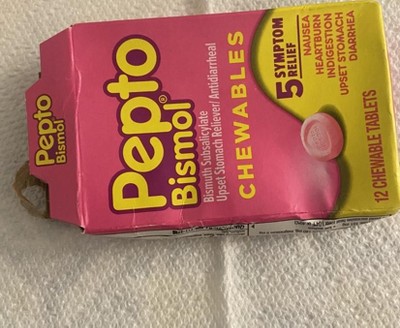 Pepto
Bismol
Pepto
Bismol®
Bismuth Subsalicylate
Upset Stomach Reliever/Antidiarrheal
CHEWABLES
5 SYMPTOM
RELIEF
NAUSEA
HEARTBURN
INDIGESTION
UPSET STOMACH
DIARRHEA
12 CHEWABLE TABLETS